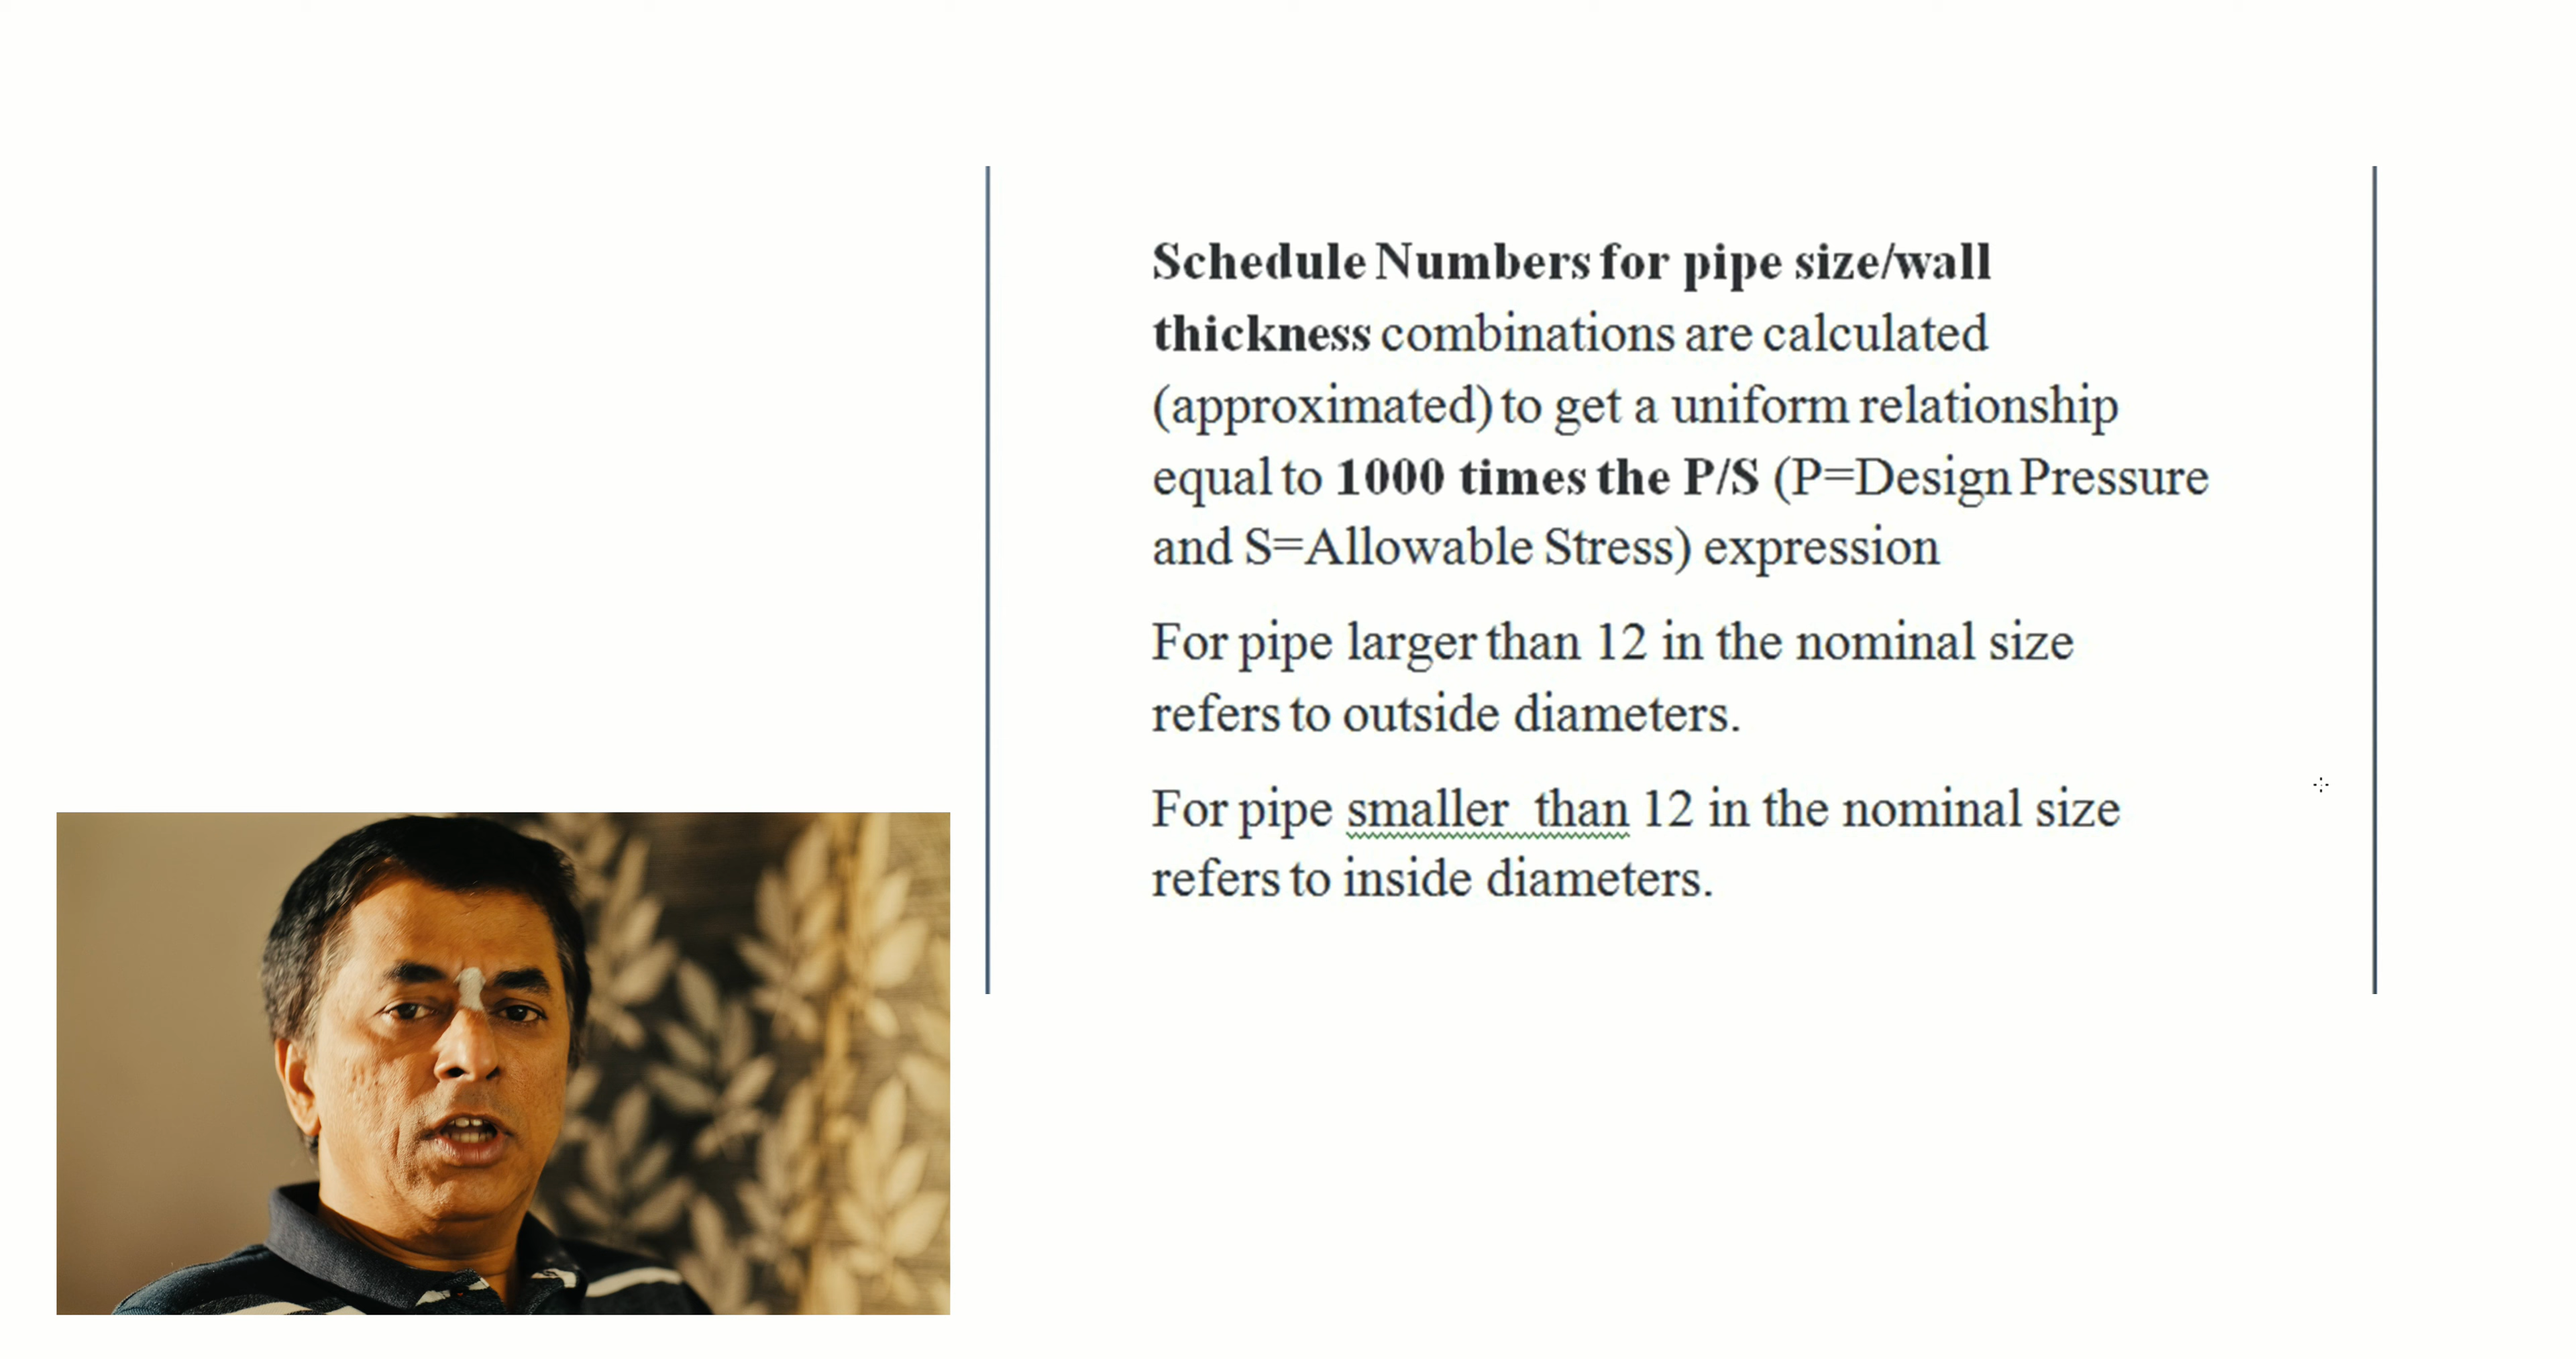 Schedule Numbers for pipe size/wall
thickness combinations are calculated
(approximated) to get a uniform relationship
equal to 1000 times the P/S (P=Design Pressure
and S=Allowable Stress) expression
For pipe larger than 12 in the nominal size
refers to outside diameters.
For pipe smaller than 12 in the nominal size
refers to inside diameters.